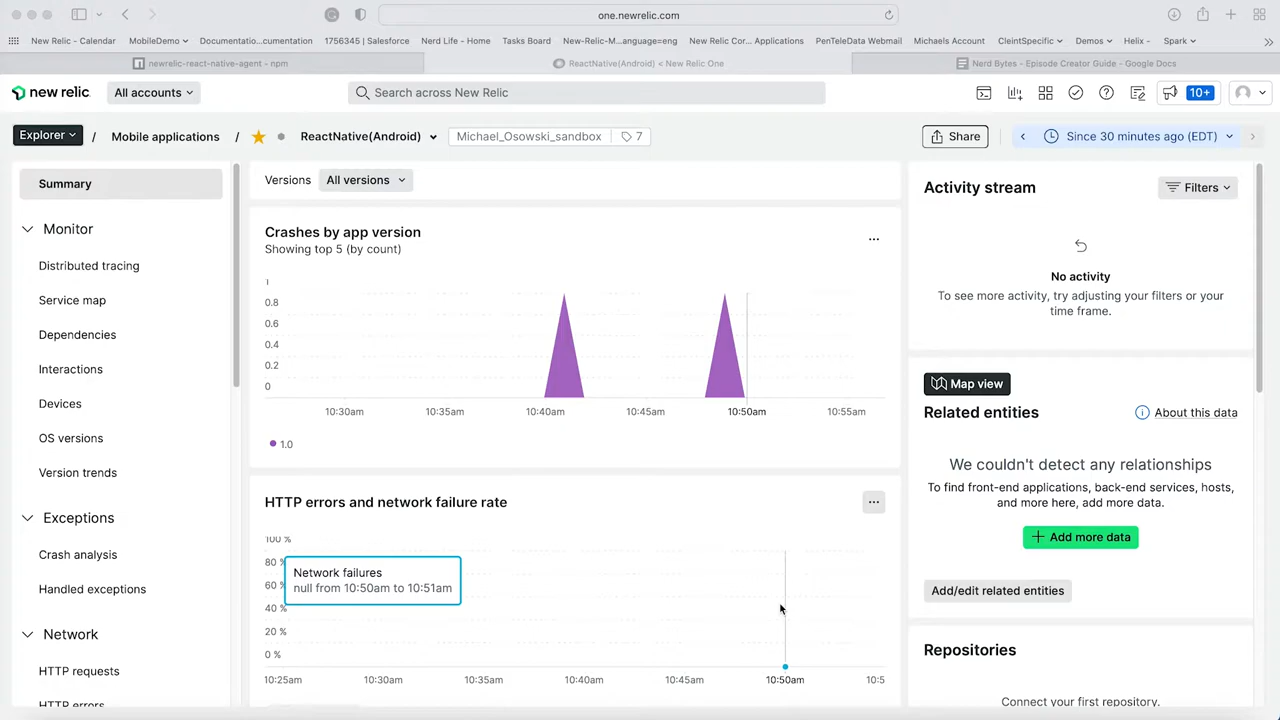 one.newrelic.com
New Relic - Calendar
MobileDemo
Documentatio...cumentation
1756345 | Salesforce
Nerd Life - Home
Tasks Board
New-Relic-M...anguage=eng
New Relic Cor... Applications
PenTeleData Webmail
Michaels Account
CleintSpecific
Demos
Helix -
Spark
newrelic-react-native-agent - npm
ReactNative(Android) < New Relic One
Nerd Bytes - Episode Creator Guide - Google Docs
new relic
All accounts
Search across New Relic
10+
Explorer
/
Mobile applications
/
ReactNative(Android)
Michael_Osowski_sandbox
7
Share
Since 30 minutes ago (EDT)
Summary
Monitor
Distributed tracing
Service map
Dependencies
Interactions
Devices
OS versions
Version trends
Exceptions
Crash analysis
Handled exceptions
Network
HTTP requests
HTTP errors
Versions
All versions
Crashes by app version
Showing top 5 (by count)
1
0.8
0.6
0.4
0.2
0
10:30am
10:35am
10:40am
10:45am
10:50am
10:55am
1.0
HTTP errors and network failure rate
100 %
80 %
60 %
40 %
20 %
0 %
Network failures
null from 10:50am to 10:51am
10:25am
10:30am
10:35am
10:40am
10:45am
10:50am
10:5
Activity stream
Filters
No activity
To see more activity, try adjusting your filters or your
time frame.
Map view
Related entities
About this data
We couldn't detect any relationships
To find front-end applications, back-end services, hosts,
and more here, add more data.
Add more data
Add/edit related entities
Repositories
Connect your first repository.